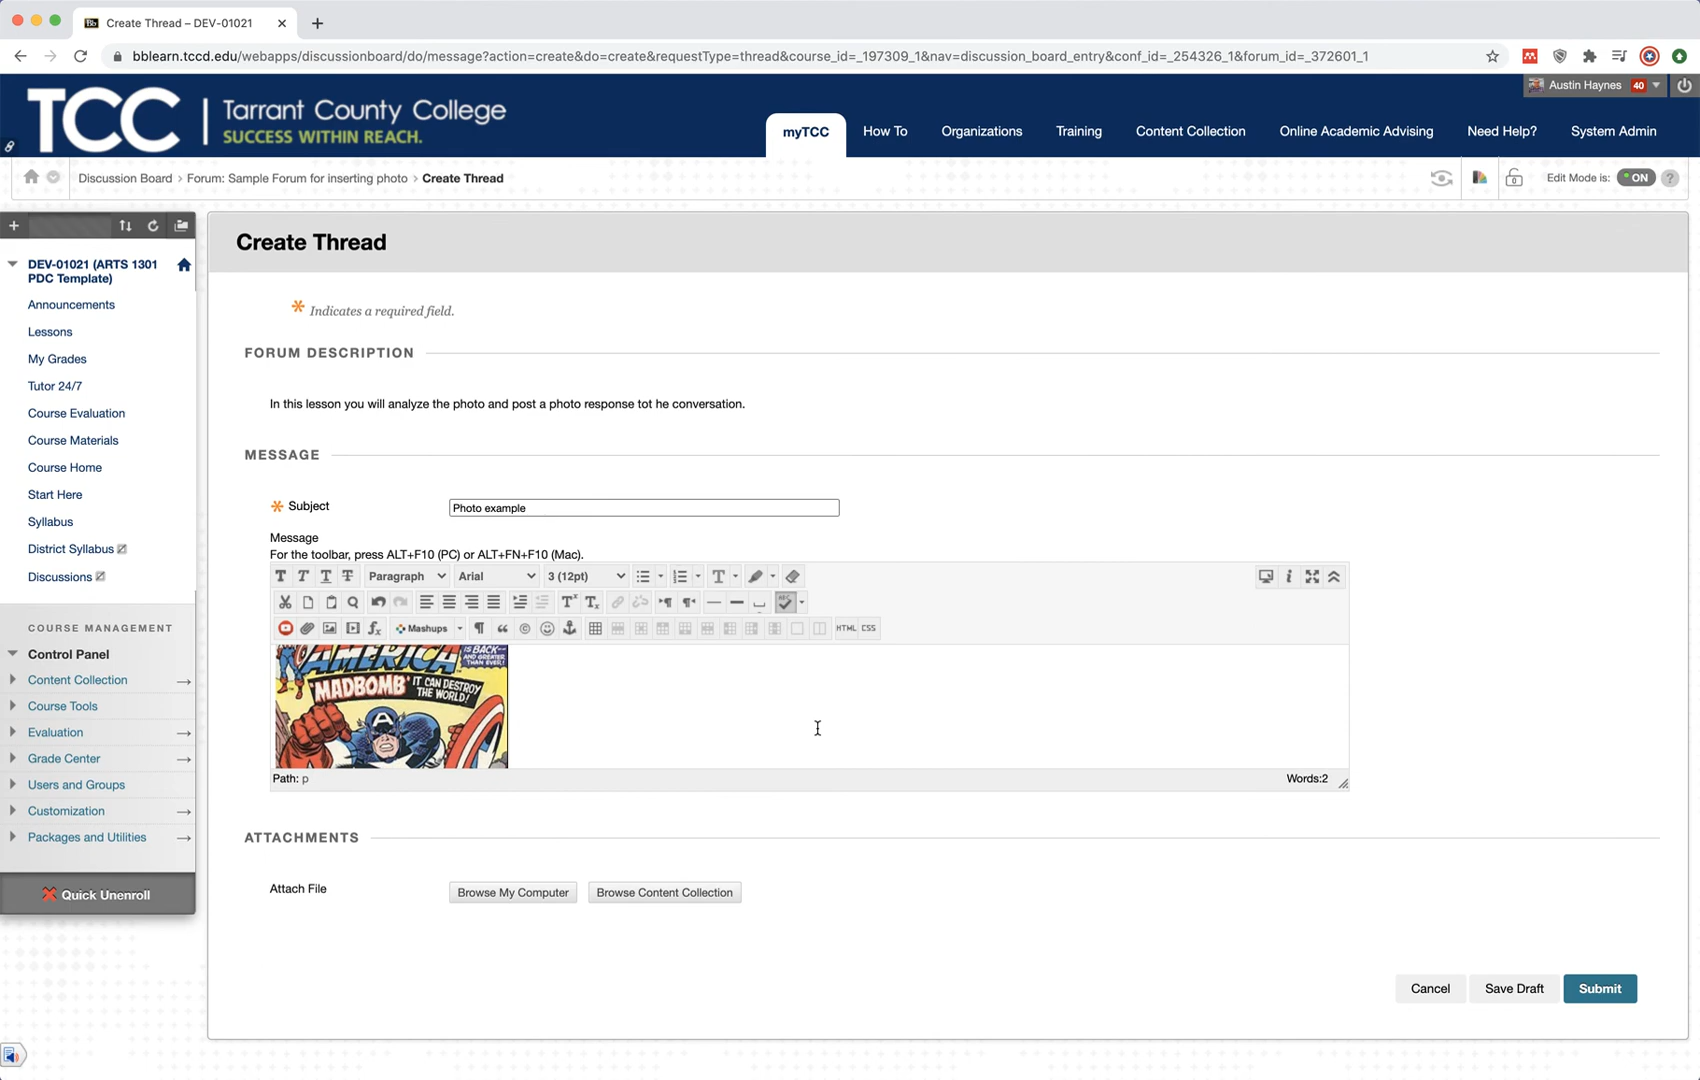 Create Thread – DEV-01021
bblearn.tccd.edu/webapps/discussionboard/do/message?action=create&do=create&requestType=thread&course_id=_197309_1&nav=discussion_board_entry&conf_id=_254326_1&forum_id=_372601_1
Austin Haynes 40
TCC Tarrant County College
SUCCESS WITHIN REACH.
myTCC How To Organizations Training Content Collection Online Academic Advising Need Help? System Admin
Discussion Board > Forum: Sample Forum for inserting photo > Create Thread
Edit Mode is: ON ?
DEV-01021 (ARTS 1301
PDC Template)
Announcements
Lessons
My Grades
Tutor 24/7
Course Evaluation
Course Materials
Course Home
Start Here
Syllabus
District Syllabus
Discussions
COURSE MANAGEMENT
Control Panel
Content Collection
Course Tools
Evaluation
Grade Center
Users and Groups
Customization
Packages and Utilities
Quick Unenroll
Create Thread
* Indicates a required field.
FORUM DESCRIPTION
In this lesson you will analyze the photo and post a photo response tot he conversation.
MESSAGE
* Subject
Photo example
Message
For the toolbar, press ALT+F10 (PC) or ALT+FN+F10 (Mac).
T T T T Paragraph Arial 3 (12pt)
Mashups HTML CSS
AMERICA
IS BACK—
AND GREATER
THAN EVER!
MADBOMB IT CAN DESTROY
THE WORLD!
A
Path: p
Words:2
ATTACHMENTS
Attach File
Browse My Computer Browse Content Collection
Cancel Save Draft Submit